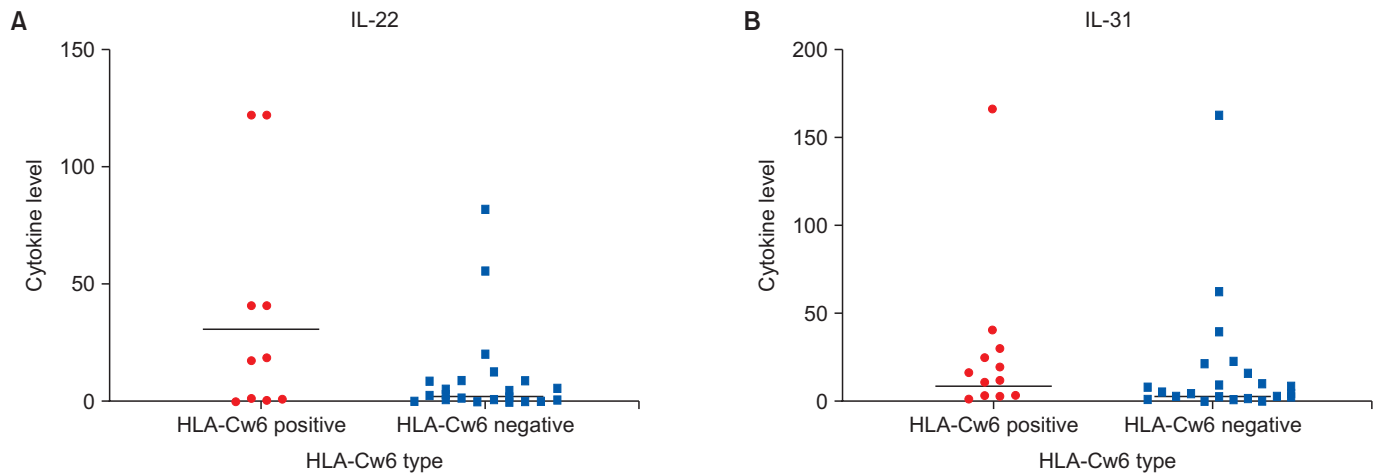 A
IL-22
Cytokine level
150
100
50
0
HLA-Cw6 positive
HLA-Cw6 negative
HLA-Cw6 type
B
IL-31
Cytokine level
200
150
100
50
0
HLA-Cw6 positive
HLA-Cw6 negative
HLA-Cw6 type